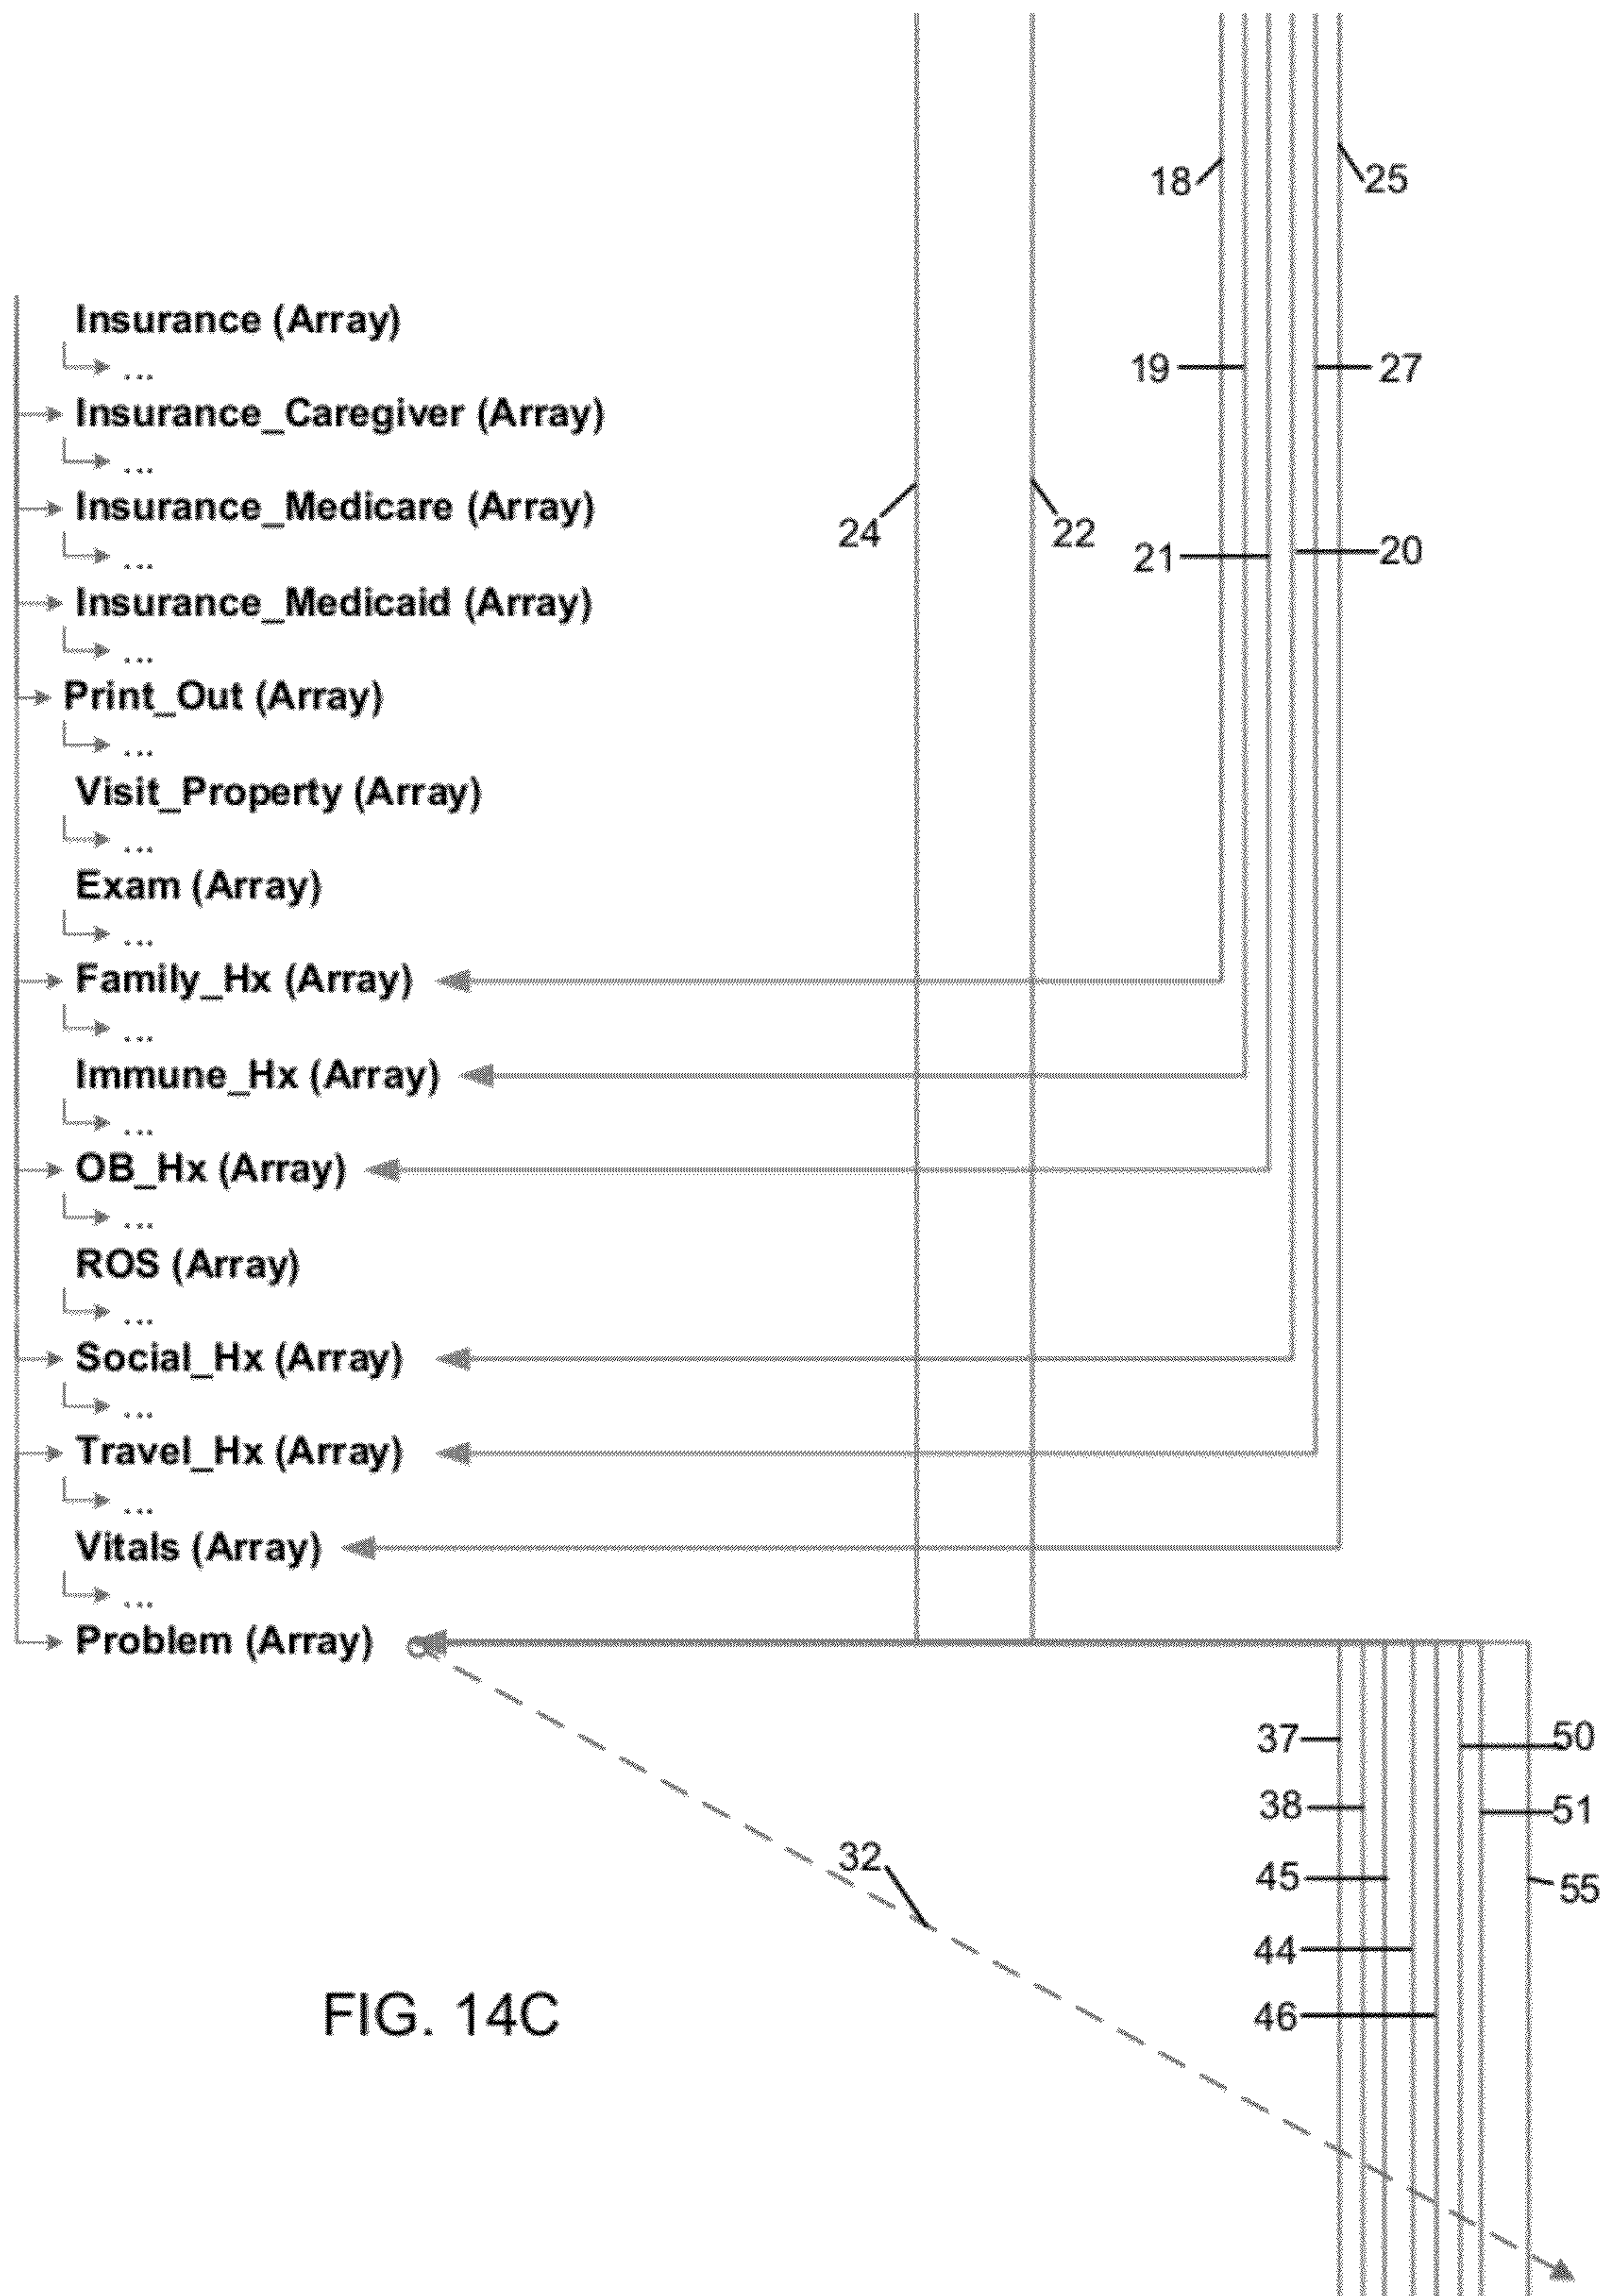 18
25
Insurance (Array)
...
19
27
Insurance_Caregiver (Array)
...
Insurance_Medicare (Array)
24
22
...
21
20
Insurance_Medicaid (Array)
...
Print_Out (Array)
...
Visit_Property (Array)
...
Exam (Array)
...
Family_Hx (Array)
...
Immune_Hx (Array)
...
OB_Hx (Array)
...
ROS (Array)
...
Social_Hx (Array)
...
Travel_Hx (Array)
...
Vitals (Array)
...
Problem (Array)
37
50
38
51
32
45
55
44
46
FIG. 14C